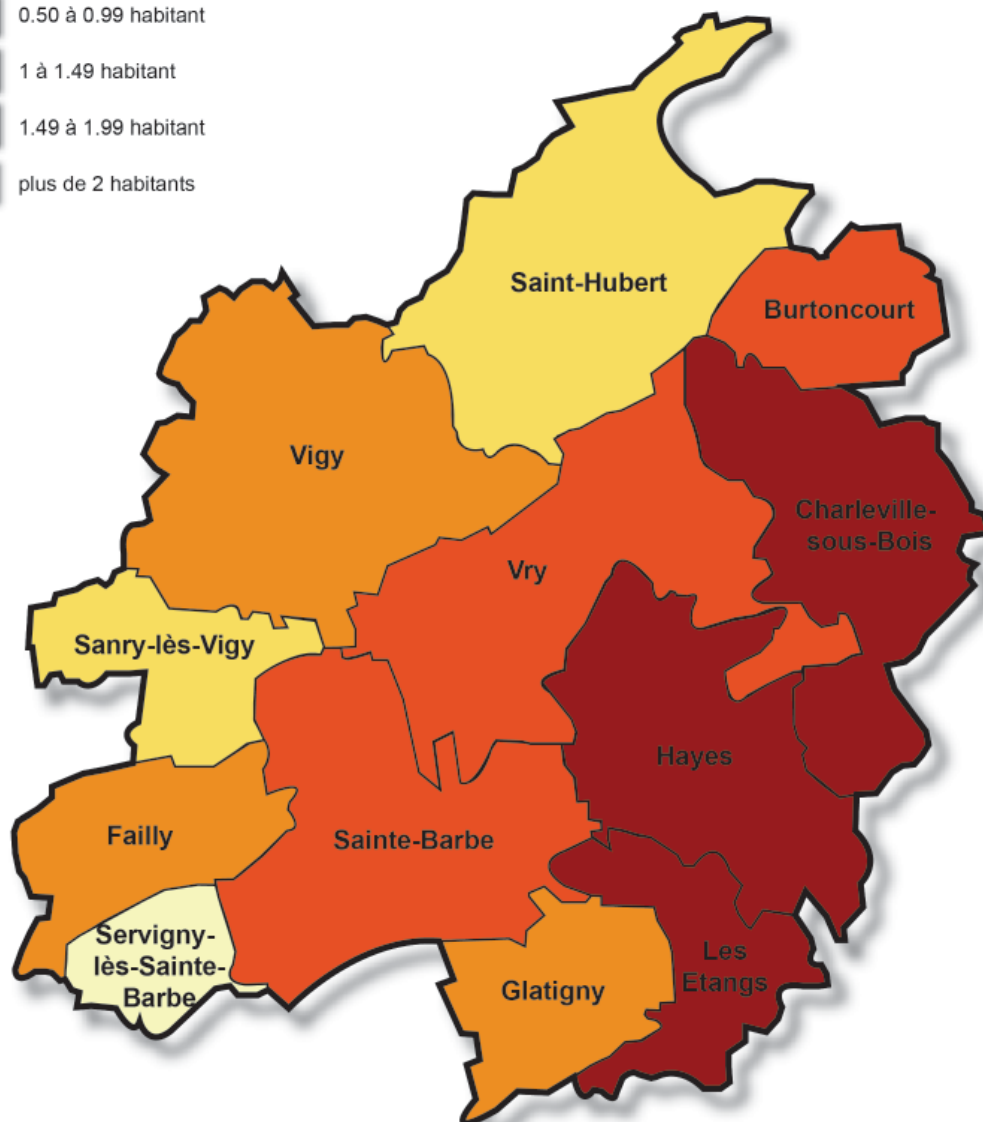 0.50 à 0.99 habitant
1 à 1.49 habitant
1.49 à 1.99 habitant
plus de 2 habitants
Saint-Hubert
Burtoncourt
Vigy
Charleville-
sous-Bois
Vry
Sanry-lès-Vigy
Hayes
Failly
Sainte-Barbe
Servigny-
lès-Sainte-
Barbe
Les
Etangs
Glatigny